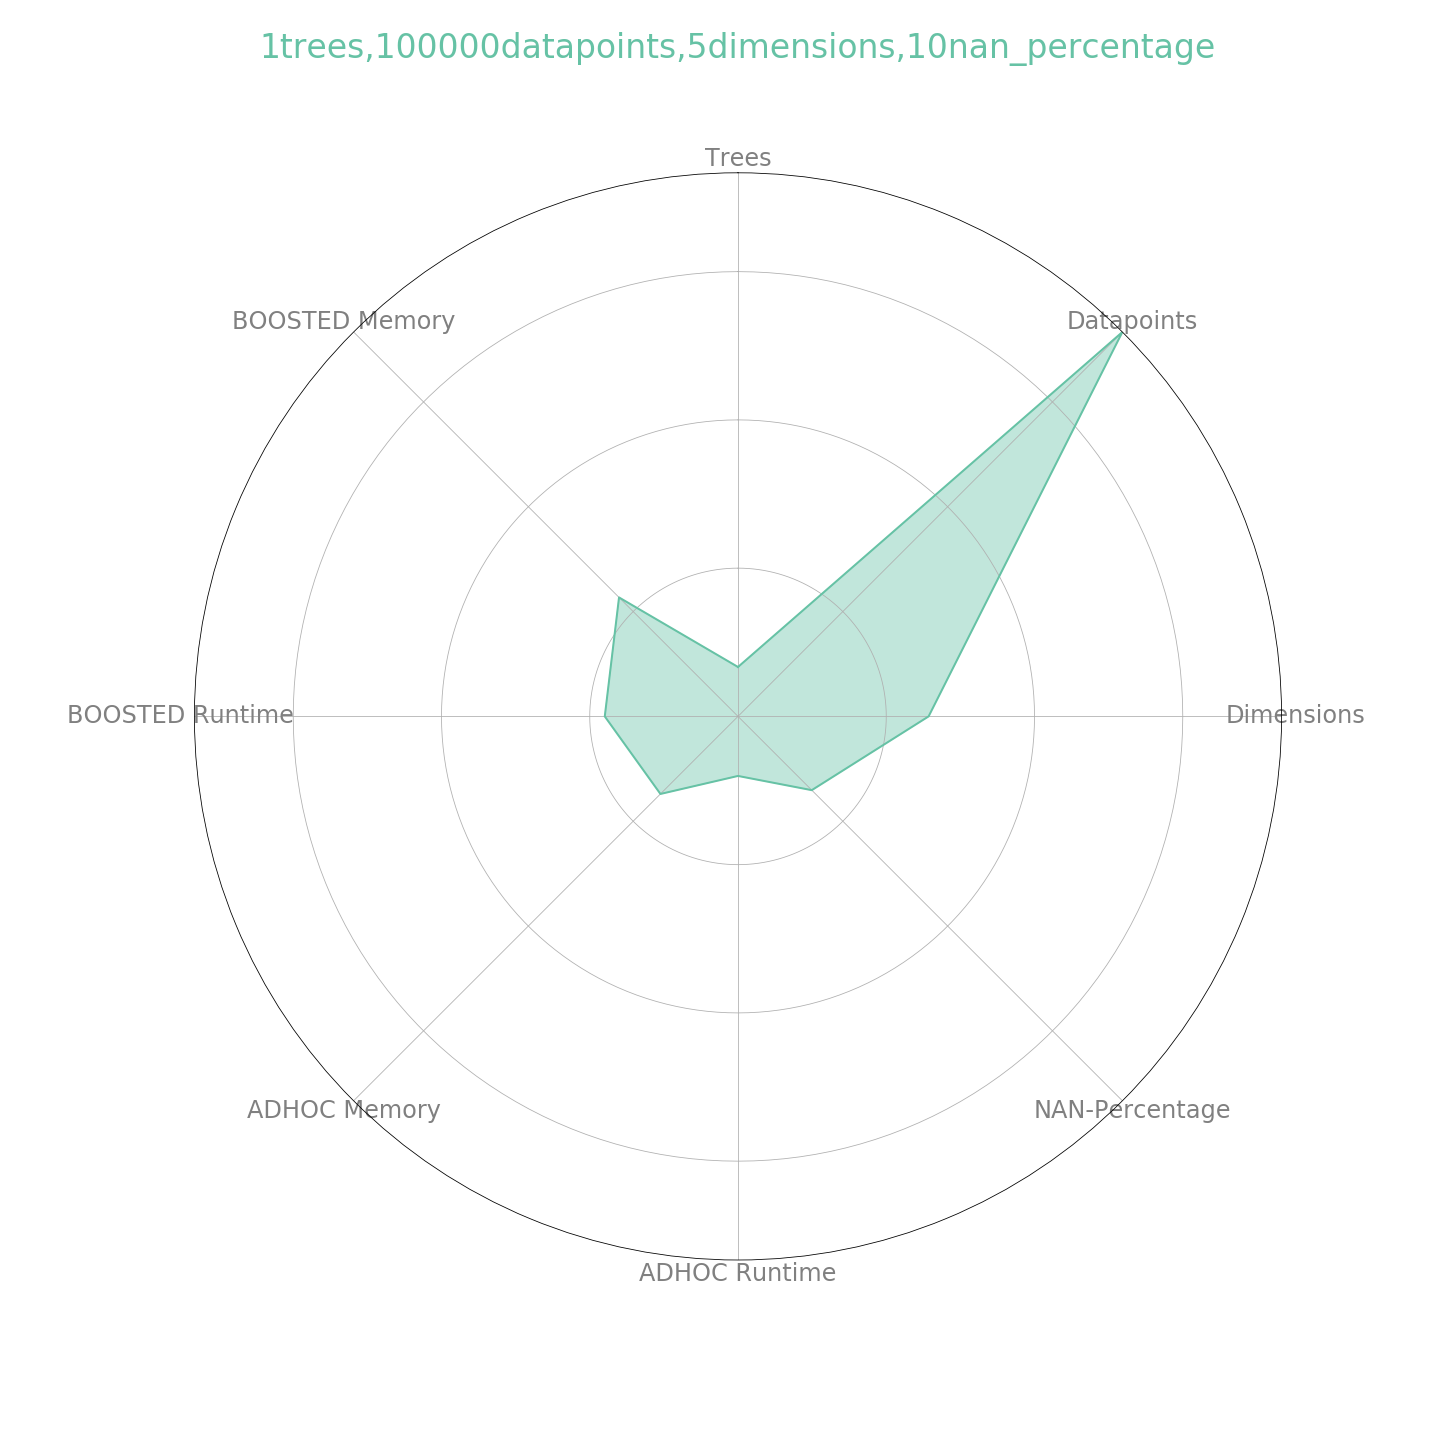 1trees,100000datapoints,5dimensions,10nan_percentage
Trees
BOOSTED Memory
Datapoints
BOOSTED Runtime
Dimensions
ADHOC Memory
NAN-Percentage
ADHOC Runtime